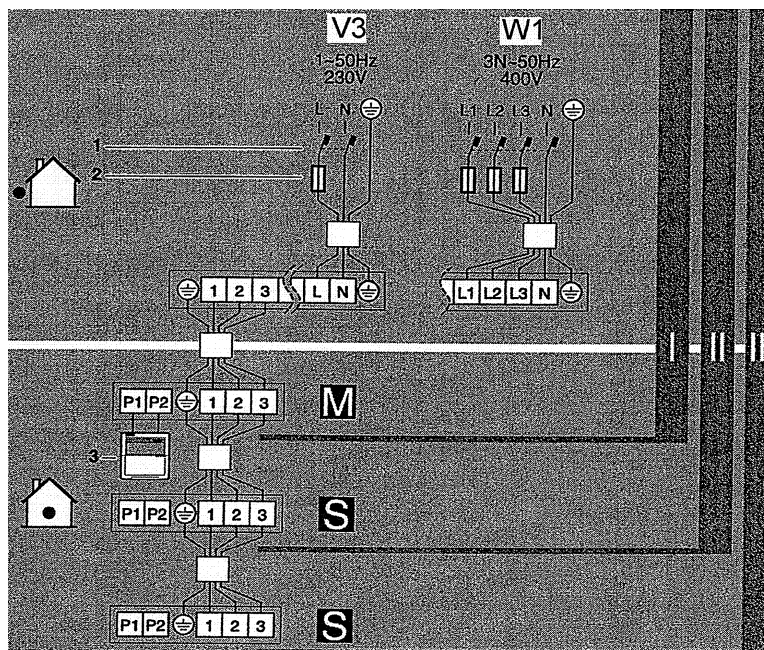 V3 W1
1~50Hz 3N~50Hz
230V 400V
L N L1 L2 L3 N
1
2
1 2 3 L N L1 L2 L3 N
I II III
P1 P2 1 2 3 M
3
P1 P2 1 2 3 S
P1 P2 1 2 3 S